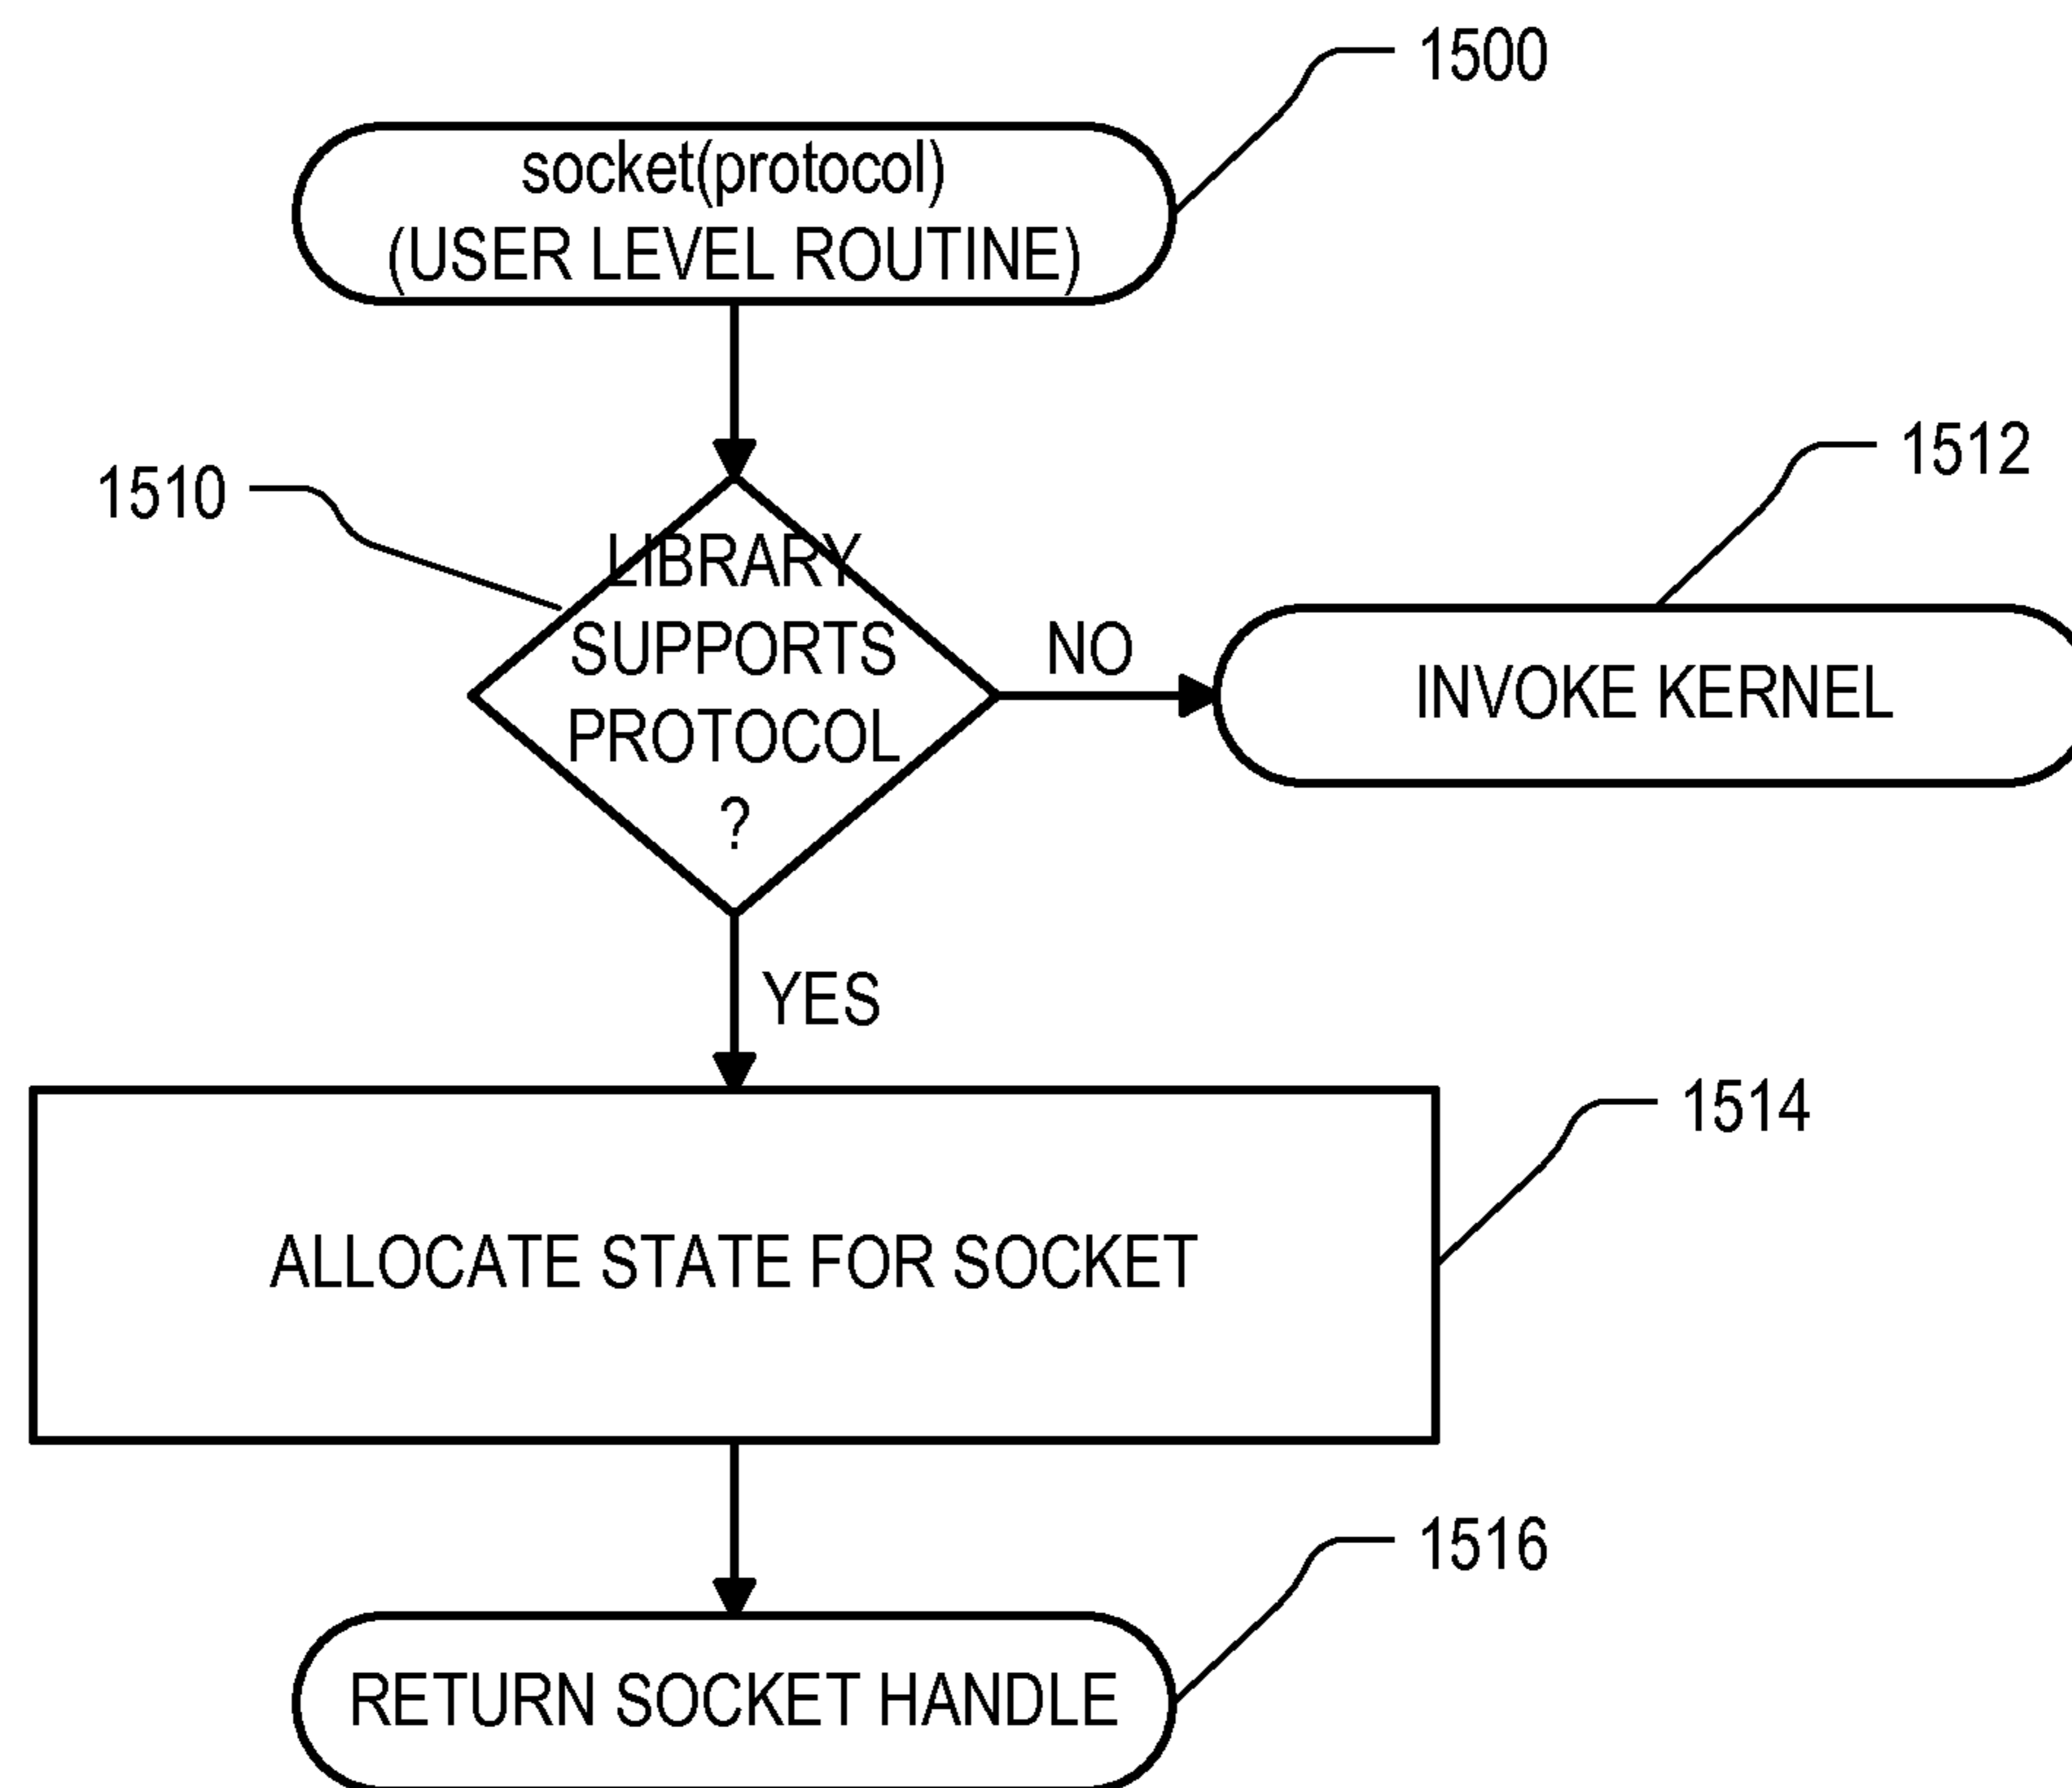 1500
socket(protocol)
(USER LEVEL ROUTINE)
1510
1512
LIBRARY
SUPPORTS
PROTOCOL
?
NO
INVOKE KERNEL
YES
1514
ALLOCATE STATE FOR SOCKET
1516
RETURN SOCKET HANDLE